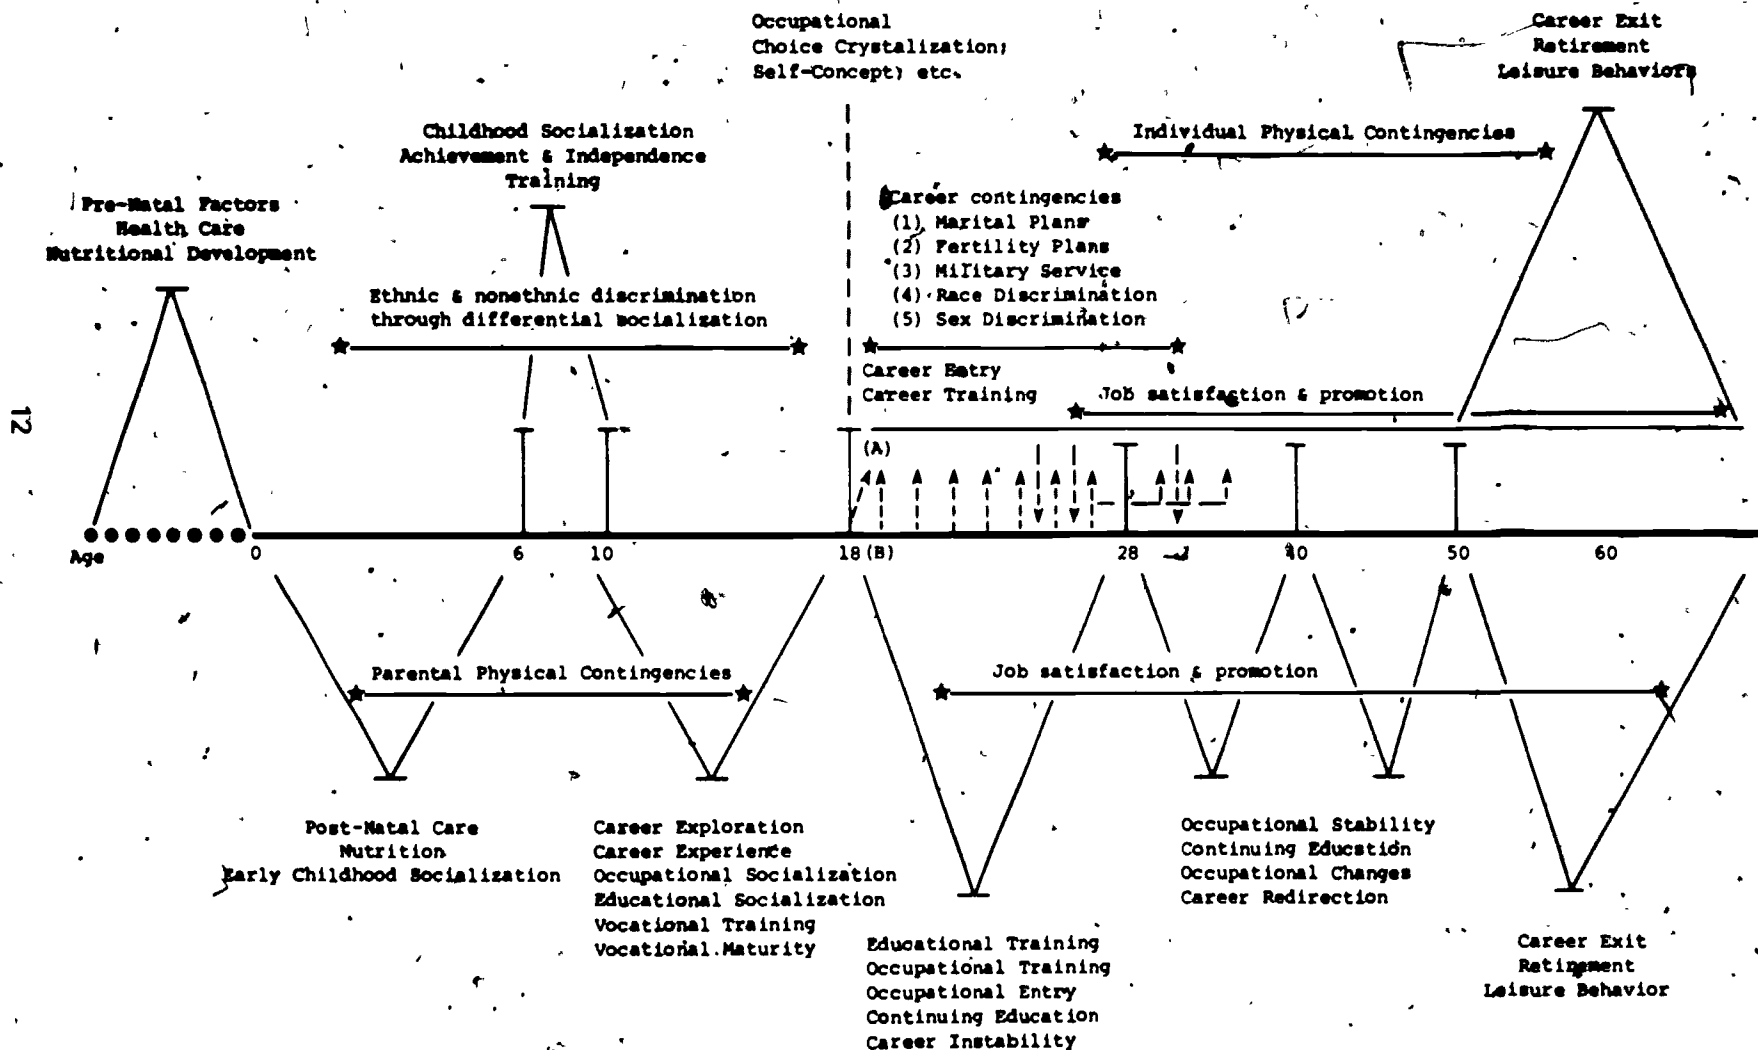 Occupational
Choice Crystalization;
Self-Concept; etc.
Career Exit
Retirement
Leisure Behaviors
Childhood Socialization
Achievement & Independence
Training
Individual Physical Contingencies
Pre-Natal Factors
Health Care
Nutritional Development
Career contingencies
(1) Marital Plans
(2) Fertility Plans
(3) Military Service
(4) Race Discrimination
(5) Sex Discrimination
Ethnic & nonethnic discrimination
through differential socialization
Career Entry
Career Training
Job satisfaction & promotion
12
(A)
Age
0 6 10 18 (B) 28 40 50 60
Parental Physical Contingencies
Job satisfaction & promotion
Post-Natal Care
Nutrition
Early Childhood Socialization
Career Exploration
Career Experience
Occupational Socialization
Educational Socialization
Vocational Training
Vocational Maturity
Educational Training
Occupational Training
Occupational Entry
Continuing Education
Career Instability
Occupational Stability
Continuing Education
Occupational Changes
Career Redirection
Career Exit
Retirement
Leisure Behavior